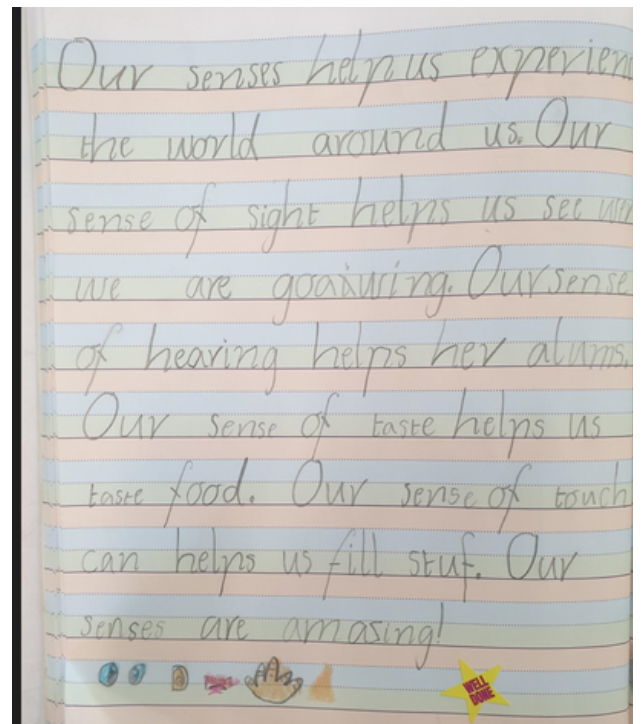 Our senses help us experien
the world around us. Our
sense of sight helps us see wer
we are goaiuring. Our sense
of hearing helps her alums.
Our sense of taste helps us
taste food. Our sense of touch
can helps us fill stuf. Our
senses are amasing!
WELL
DONE